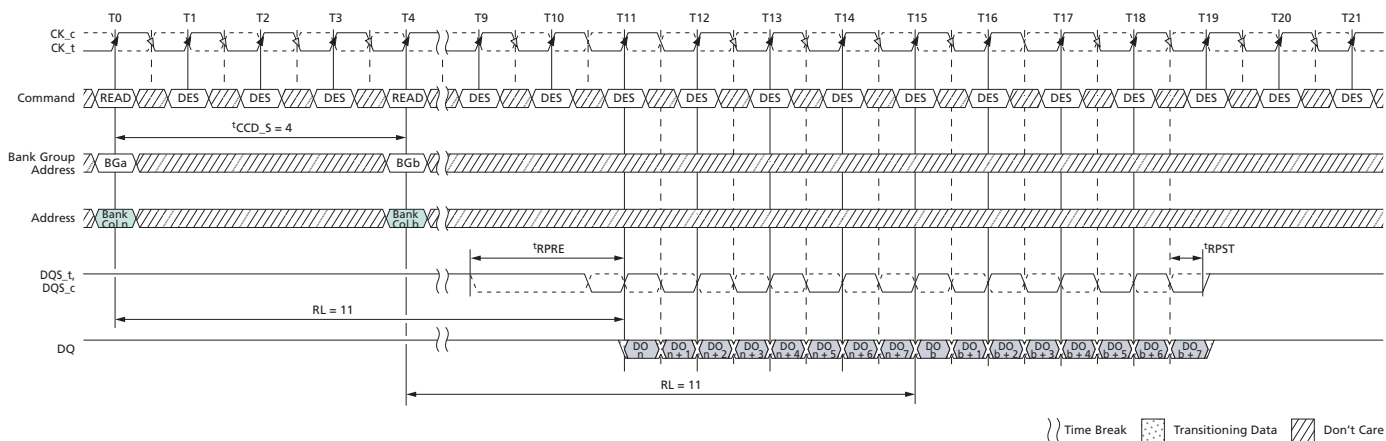 T0 T1 T2 T3 T4 T9 T10 T11 T12 T13 T14 T15 T16 T17 T18 T19 T20 T21
CK_c
CK_t
Command READ DES DES DES READ DES DES DES DES DES DES DES DES DES DES DES DES DES
tCCD_S = 4
Bank Group
Address
BGa BGb
Address
Bank
Col n
Bank
Col b
tRPRE tRPST
DQS_t,
DQS_c
RL = 11
DQ
DO
n
DO
n + 1
DO
n + 2
DO
n + 3
DO
n + 4
DO
n + 5
DO
n + 6
DO
n + 7
DO
b
DO
b + 1
DO
b + 2
DO
b + 3
DO
b + 4
DO
b + 5
DO
b + 6
DO
b + 7
RL = 11
Time Break Transitioning Data Don't Care